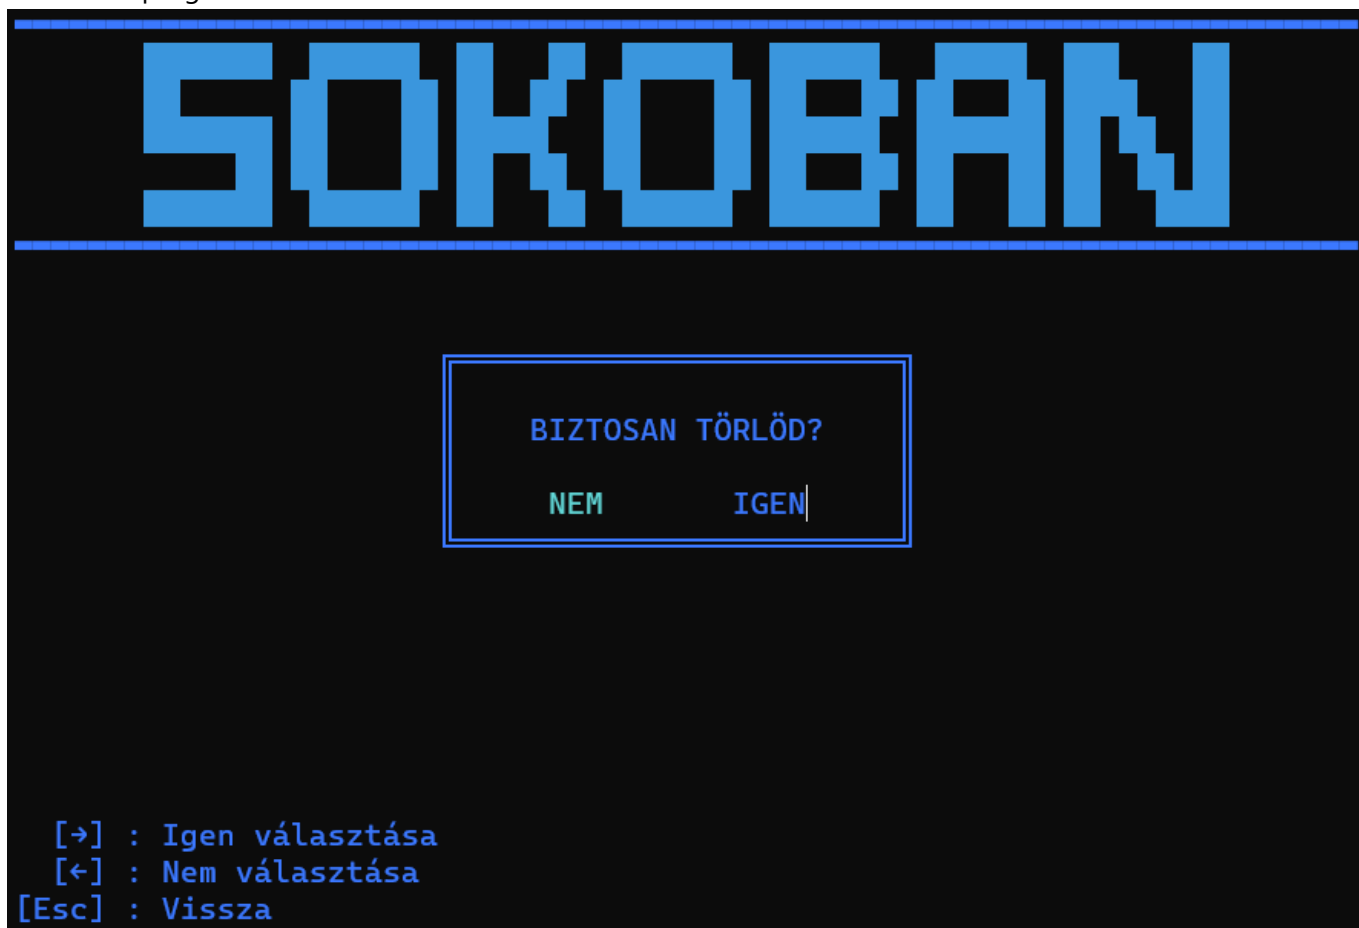 SOKOBAN
BIZTOSAN TÖRLÖD?
NEM IGEN
[→] : Igen választása
[←] : Nem választása
[Esc] : Vissza